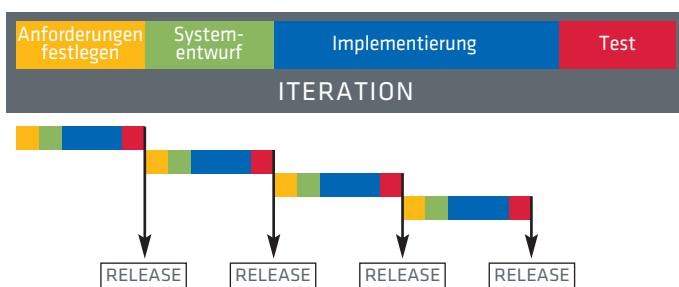 Anforderungen
festlegen
System-
entwurf
Implementierung
Test
ITERATION
RELEASE
RELEASE
RELEASE
RELEASE